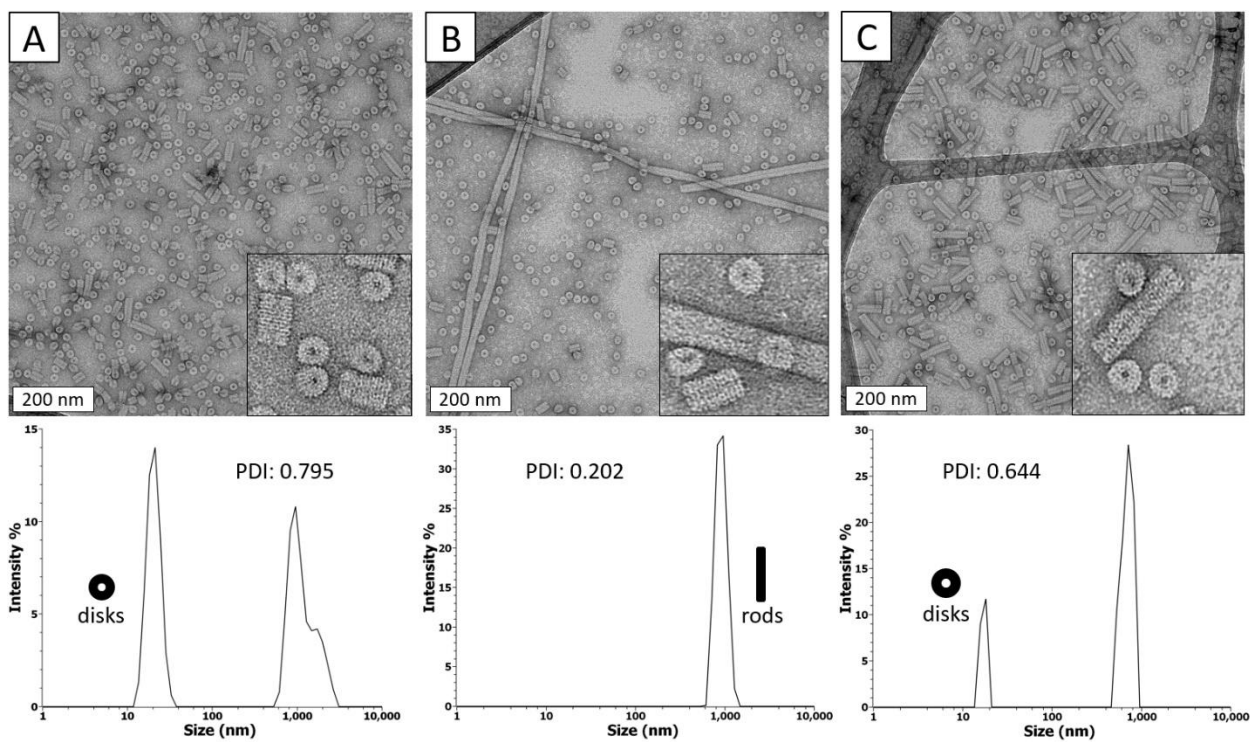 A
B
C
200 nm
200 nm
200 nm
15
10
5
0
Intensity %
PDI: 0.795
disks
1
10
100
1,000
10,000
Size (nm)
35
30
25
20
15
10
5
0
Intensity %
PDI: 0.202
rods
1
10
100
1,000
10,000
Size (nm)
30
25
20
15
10
5
0
Intensity %
PDI: 0.644
disks
1
10
100
1,000
10,000
Size (nm)